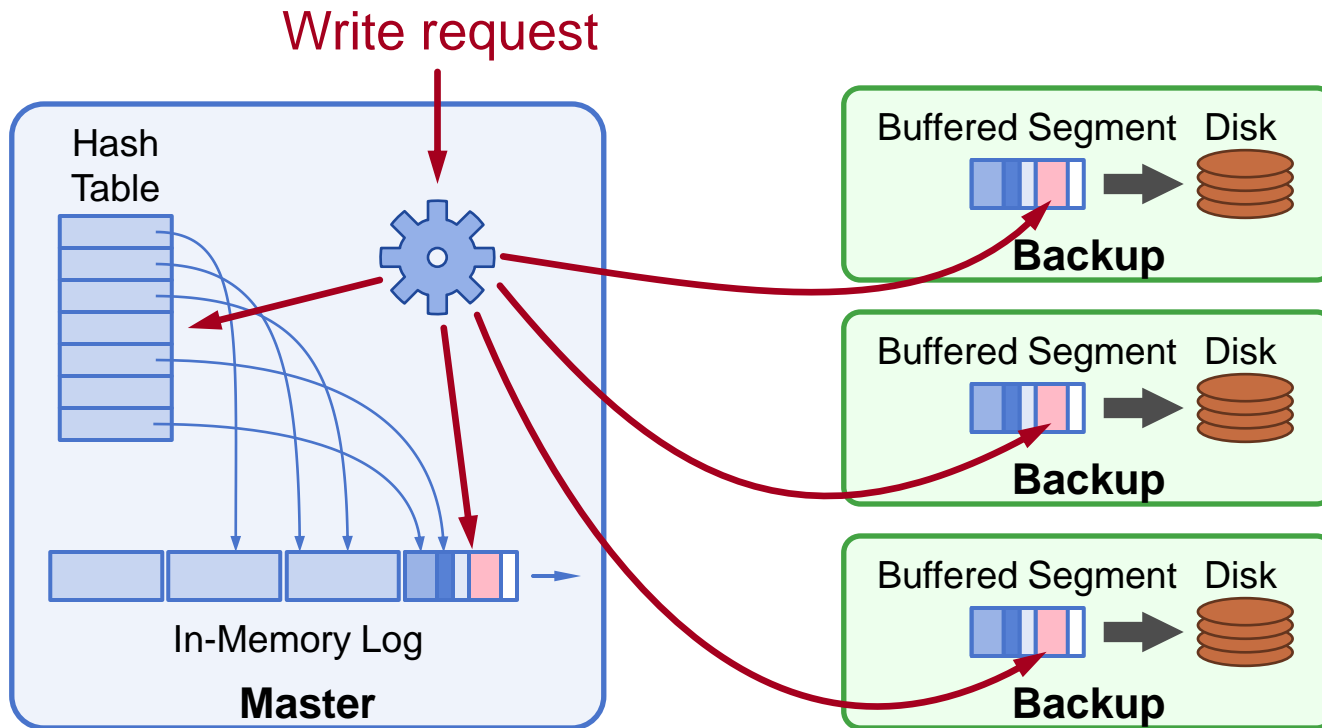 Write request
Hash
Table
In-Memory Log
Master
Buffered Segment
Disk
Backup
Buffered Segment
Disk
Backup
Buffered Segment
Disk
Backup